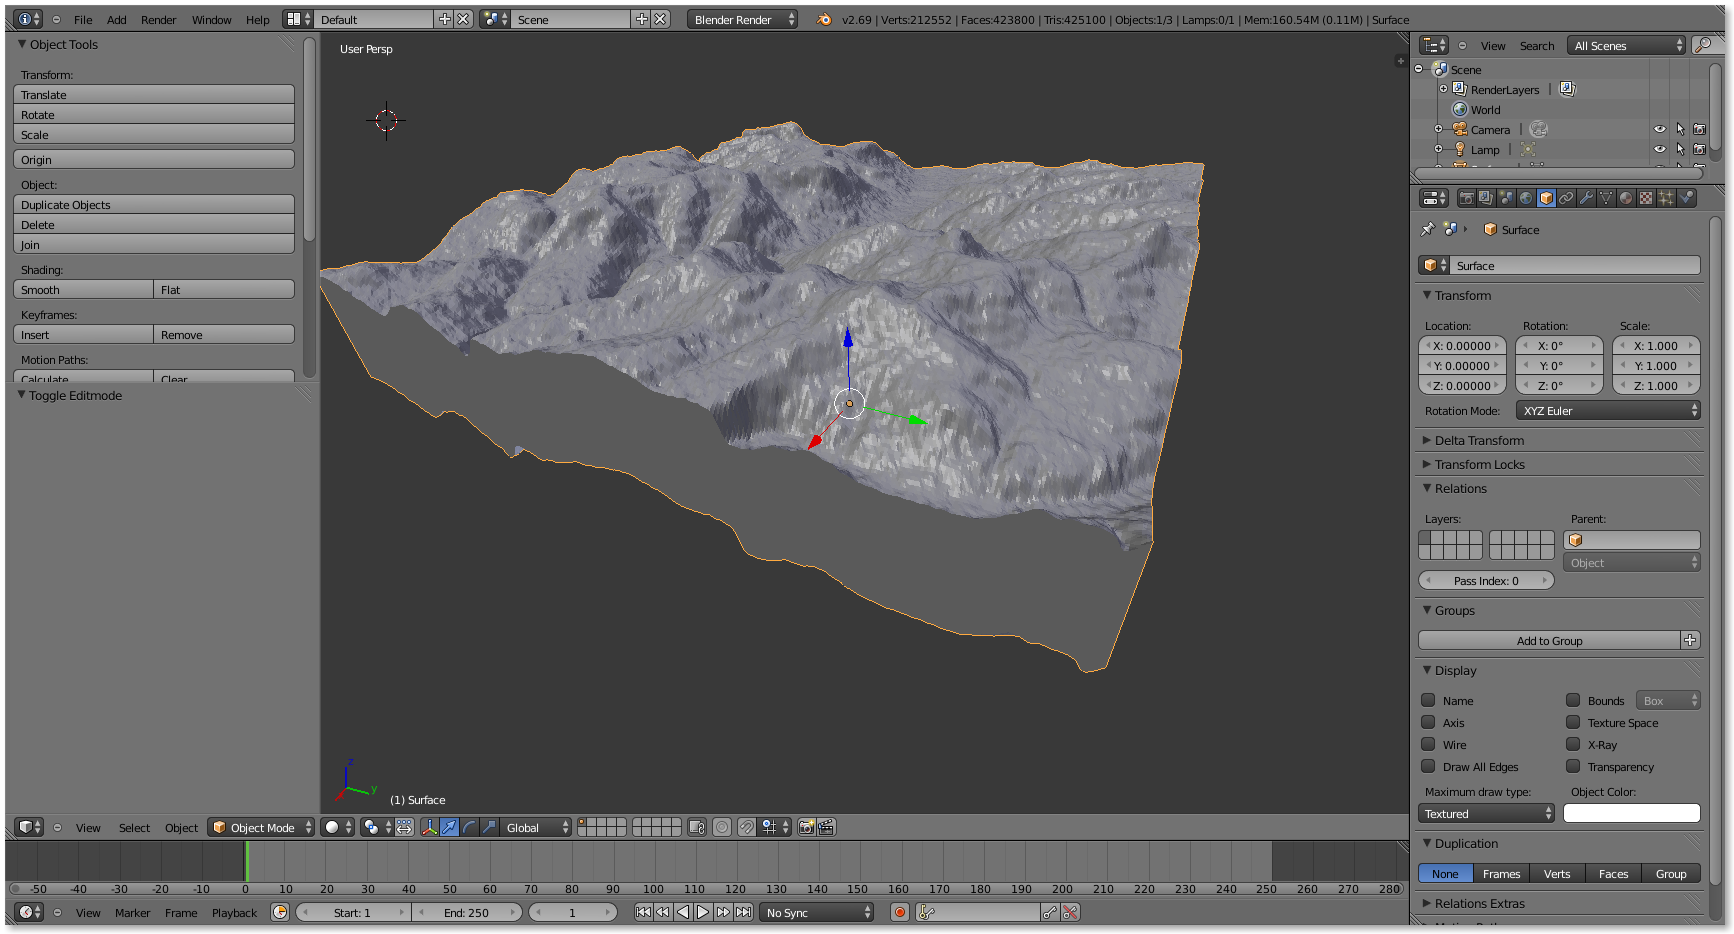 File Add Render Window Help Default Scene Blender Render v2.69 | Verts:212552 | Faces:423800 | Tris:425100 | Objects:1/3 | Lamps:0/1 | Mem:160.54M (0.11M) | Surface
Object Tools
Transform:
Translate
Rotate
Scale
Origin
Object:
Duplicate Objects
Delete
Join
Shading:
Smooth Flat
Keyframes:
Insert Remove
Motion Paths:
Calculate Clear
Toggle Editmode
User Persp
z
y
(1) Surface
View Select Object Object Mode Global
-50 -40 -30 -20 -10 0 10 20 30 40 50 60 70 80 90 100 110 120 130 140 150 160 170 180 190 200 210 220 230 240 250 260 270 280
View Marker Frame Playback Start: 1 End: 250 1 No Sync
View Search All Scenes
Scene
RenderLayers |
World
Camera |
Lamp |
Surface
Surface
Transform
Location: Rotation: Scale:
X: 0.00000 X: 0° X: 1.000
Y: 0.00000 Y: 0° Y: 1.000
Z: 0.00000 Z: 0° Z: 1.000
Rotation Mode: XYZ Euler
Delta Transform
Transform Locks
Relations
Layers: Parent:
Object
Pass Index: 0
Groups
Add to Group
Display
Name Bounds Box
Axis Texture Space
Wire X-Ray
Draw All Edges Transparency
Maximum draw type: Object Color:
Textured
Duplication
None Frames Verts Faces Group
Relations Extras